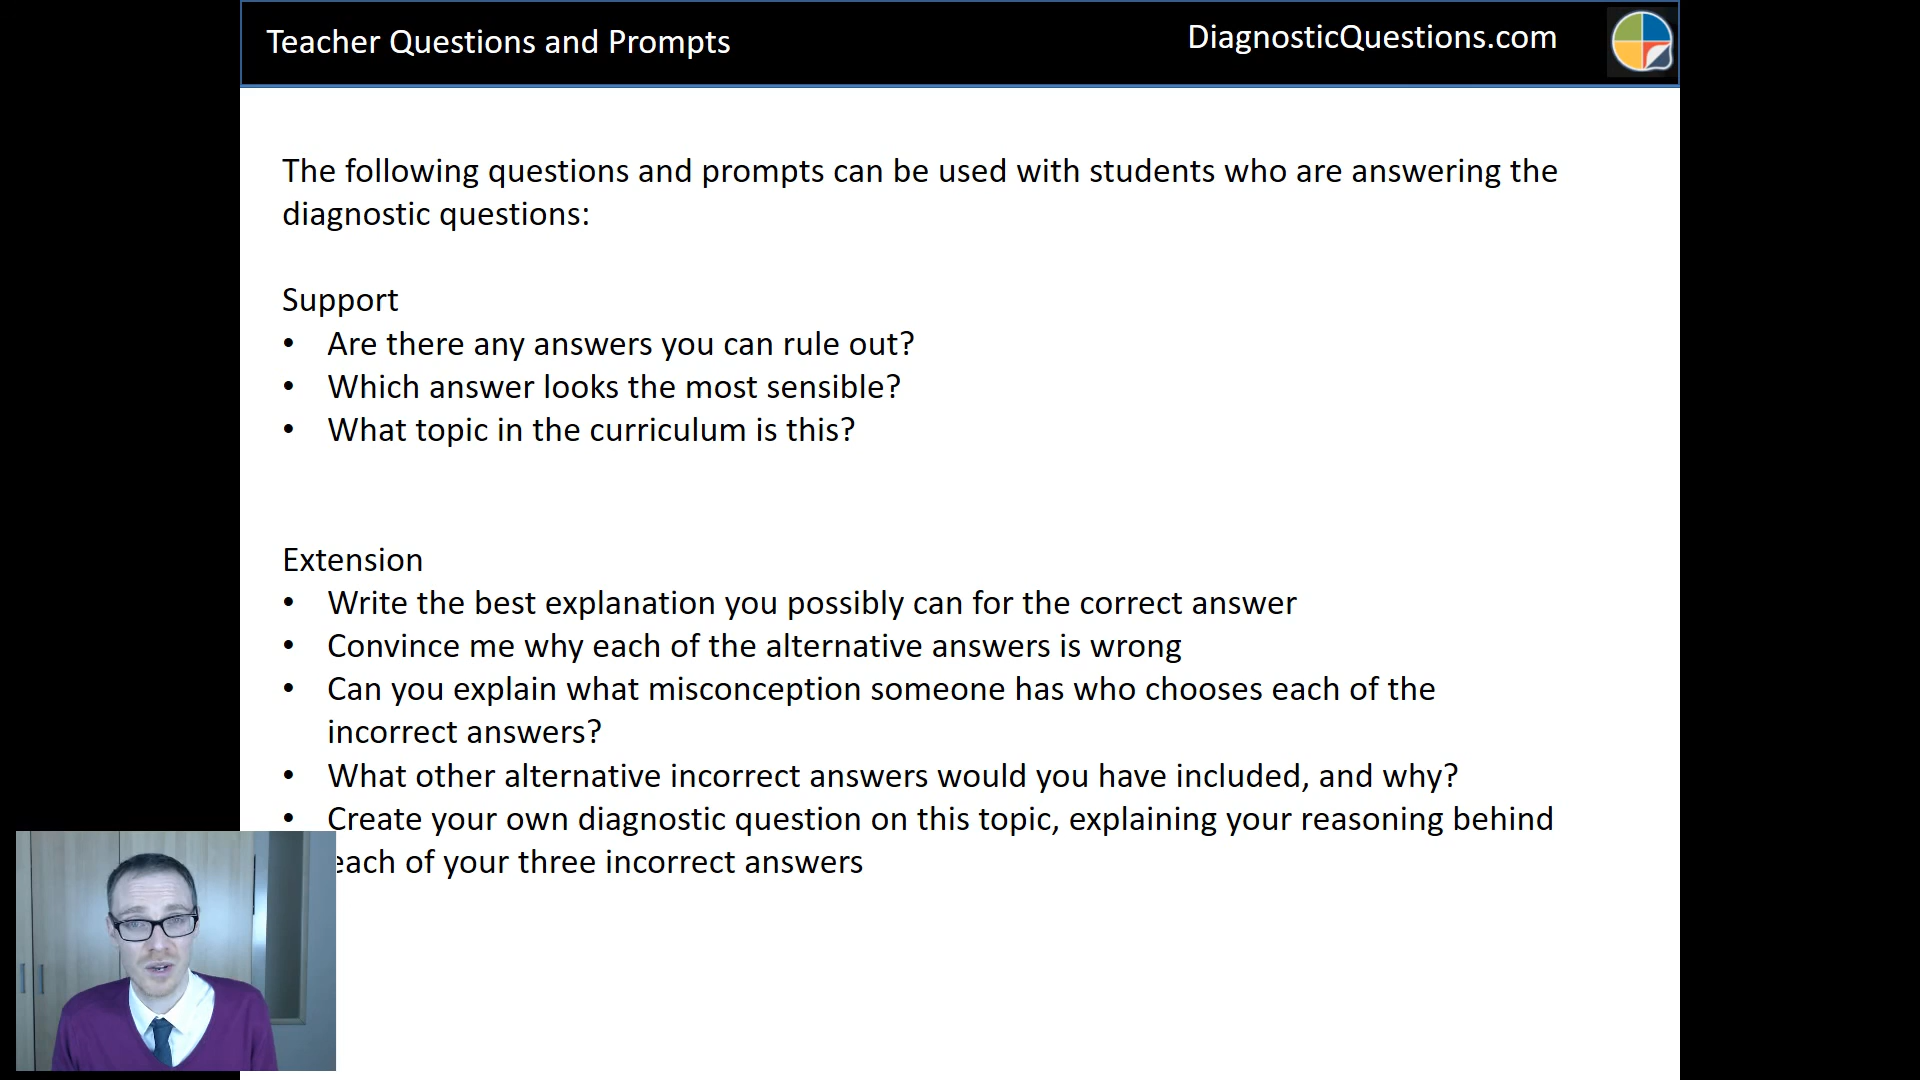 Teacher Questions and Prompts
DiagnosticQuestions.com
The following questions and prompts can be used with students who are answering the
diagnostic questions:
Support
• Are there any answers you can rule out?
• Which answer looks the most sensible?
• What topic in the curriculum is this?
Extension
• Write the best explanation you possibly can for the correct answer
• Convince me why each of the alternative answers is wrong
• Can you explain what misconception someone has who chooses each of the
incorrect answers?
• What other alternative incorrect answers would you have included, and why?
• Create your own diagnostic question on this topic, explaining your reasoning behind
each of your three incorrect answers